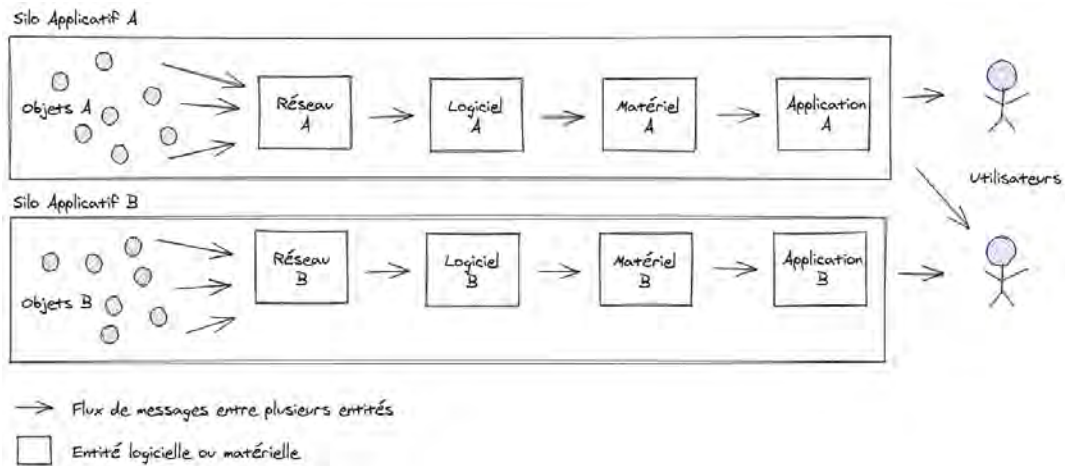 Silo Applicatif A
Objets A
Réseau
A
Logiciel
A
Matériel
A
Application
A
Utilisateurs
Silo Applicatif B
Objets B
Réseau
B
Logiciel
B
Matériel
B
Application
B
Flux de messages entre plusieurs entités
Entité logicielle ou matérielle